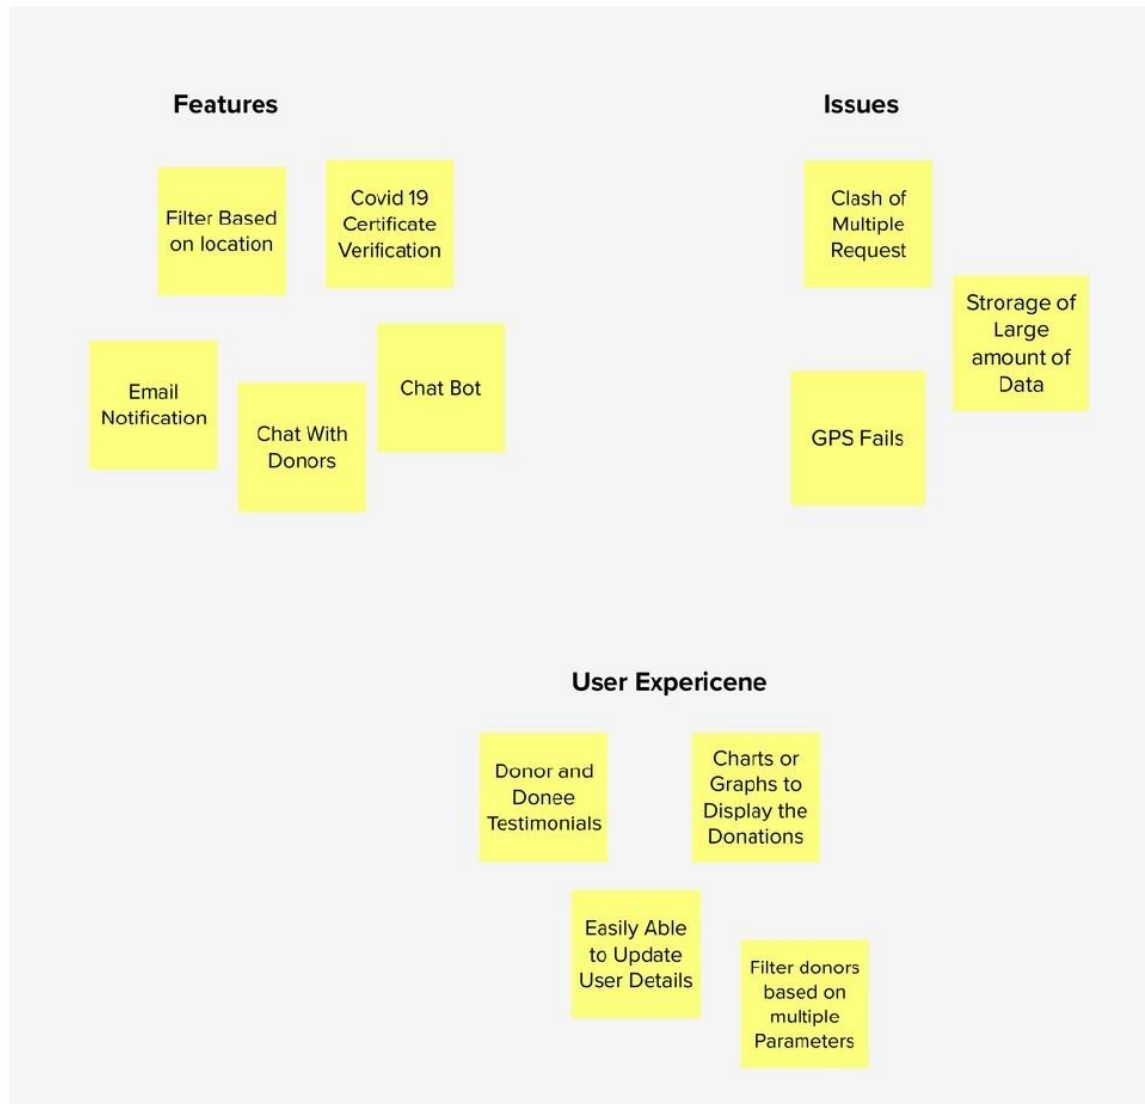 Features
Filter Based
on location
Covid 19
Certificate
Verification
Email
Notification
Chat With
Donors
Chat Bot
Issues
Clash of
Multiple
Request
Strorage of
Large
amount of
Data
GPS Fails
User Expericene
Donor and
Donee
Testimonials
Charts or
Graphs to
Display the
Donations
Easily Able
to Update
User Details
Filter donors
based on
multiple
Parameters